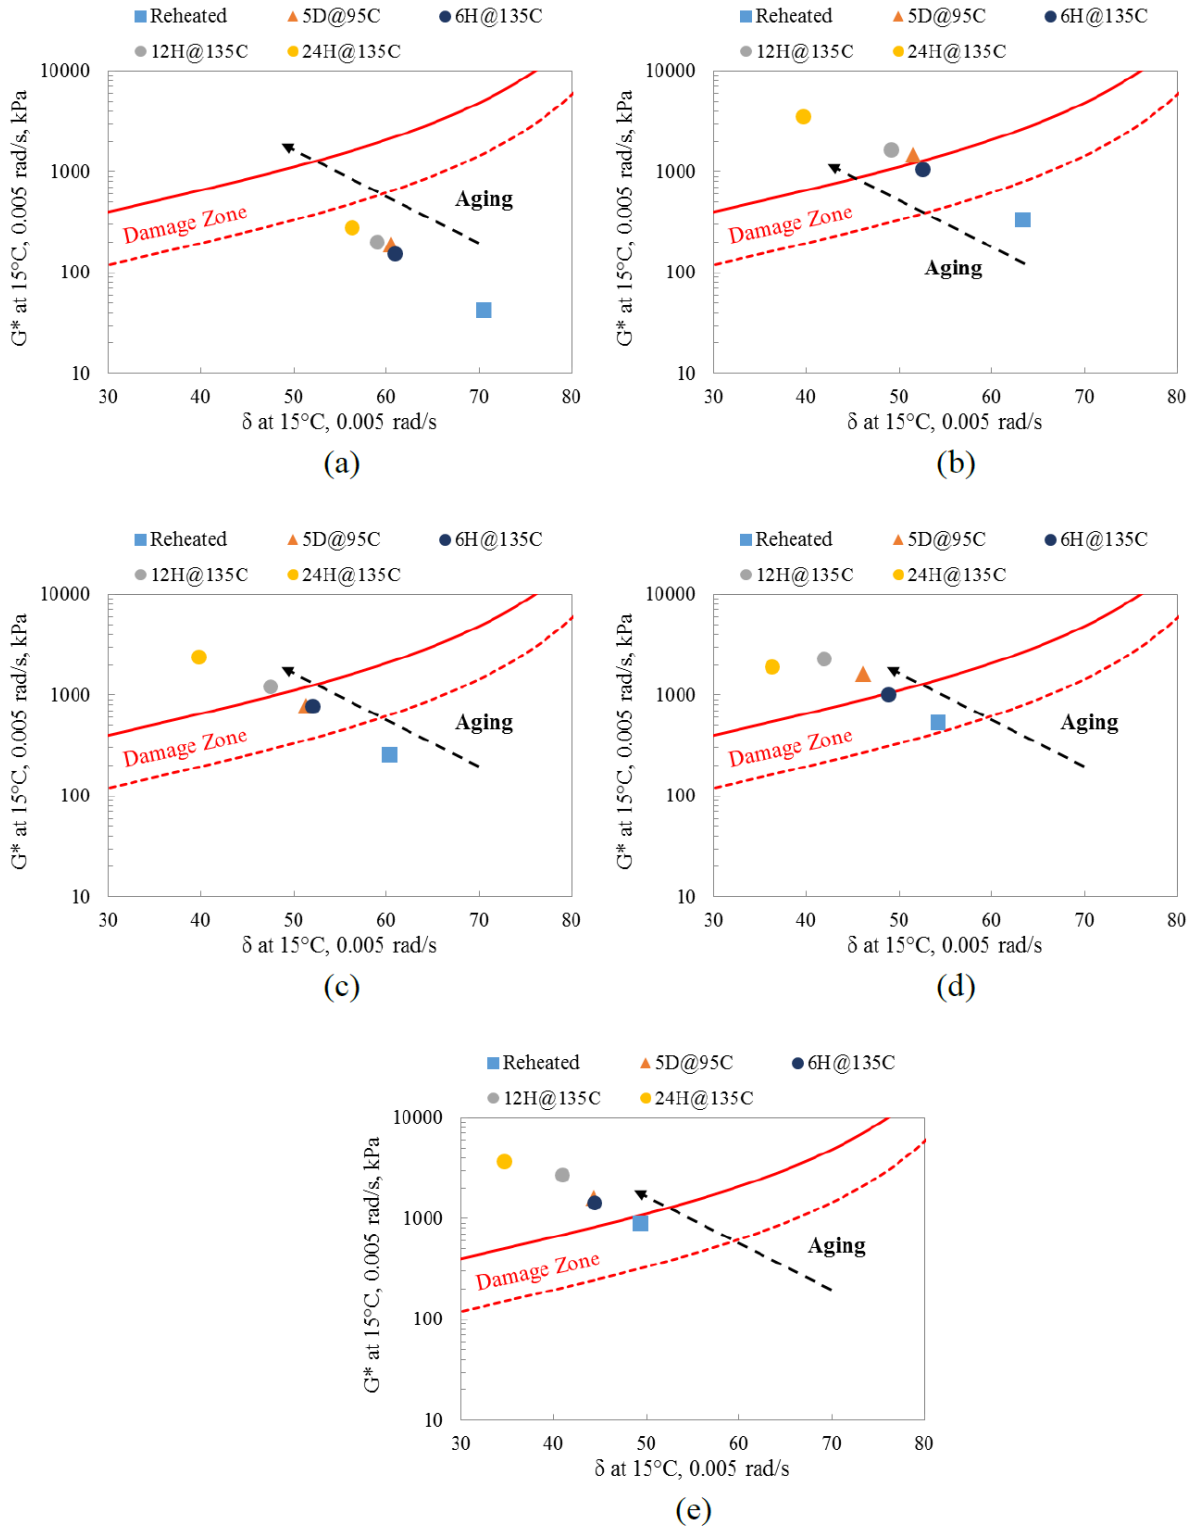 Reheated 5D@95C 6H@135C
12H@135C 24H@135C
10000
1000
100
10
G* at 15°C, 0.005 rad/s, kPa
Damage Zone
Aging
30 40 50 60 70 80
δ at 15°C, 0.005 rad/s
(a)
Reheated 5D@95C 6H@135C
12H@135C 24H@135C
10000
1000
100
10
G* at 15°C, 0.005 rad/s, kPa
Damage Zone
Aging
30 40 50 60 70 80
δ at 15°C, 0.005 rad/s
(b)
Reheated 5D@95C 6H@135C
12H@135C 24H@135C
10000
1000
100
10
G* at 15°C, 0.005 rad/s, kPa
Damage Zone
Aging
30 40 50 60 70 80
δ at 15°C, 0.005 rad/s
(c)
Reheated 5D@95C 6H@135C
12H@135C 24H@135C
10000
1000
100
10
G* at 15°C, 0.005 rad/s, kPa
Damage Zone
Aging
30 40 50 60 70 80
δ at 15°C, 0.005 rad/s
(d)
Reheated 5D@95C 6H@135C
12H@135C 24H@135C
10000
1000
100
10
G* at 15°C, 0.005 rad/s, kPa
Damage Zone
Aging
30 40 50 60 70 80
δ at 15°C, 0.005 rad/s
(e)